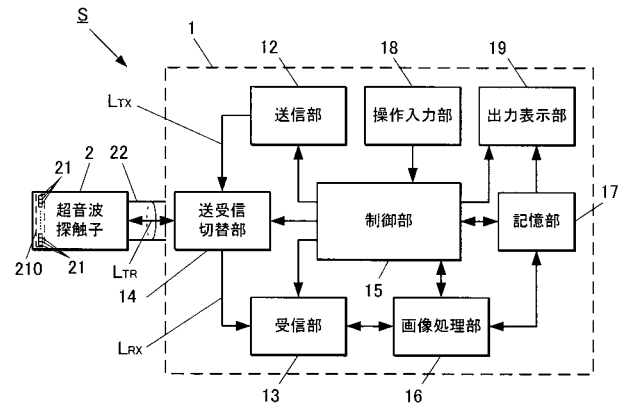 S
1
12
18
19
LTX
送信部
操作入力部
出力表示部
21
2
22
17
超音波
探触子
送受信
切替部
制御部
記憶部
210
21
LTR
14
15
LRX
受信部
画像処理部
13
16